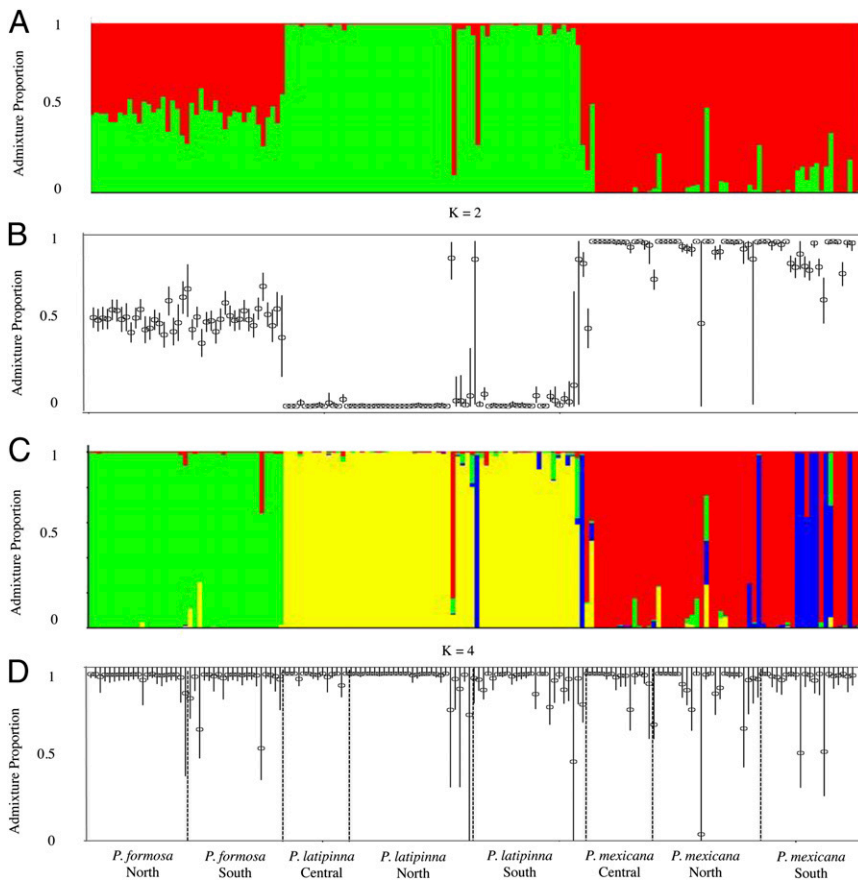 A
Admixture Proportion
1
0.5
0
K = 2
B
Admixture Proportion
1
0.5
0
C
Admixture Proportion
1
0.5
0
K = 4
D
Admixture Proportion
1
0.5
0
P. formosa North
P. formosa South
P. latipinna Central
P. latipinna North
P. latipinna South
P. mexicana Central
P. mexicana North
P. mexicana South